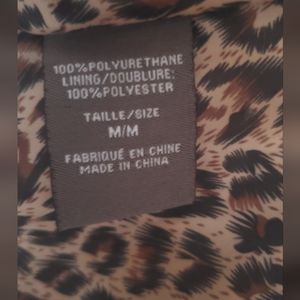 100%POLYURETHANE
LINING/DOUBLURE:
100%POLYESTER
TAILLE/SIZE
M/M
FABRIQUÉ EN CHINE
MADE IN CHINA